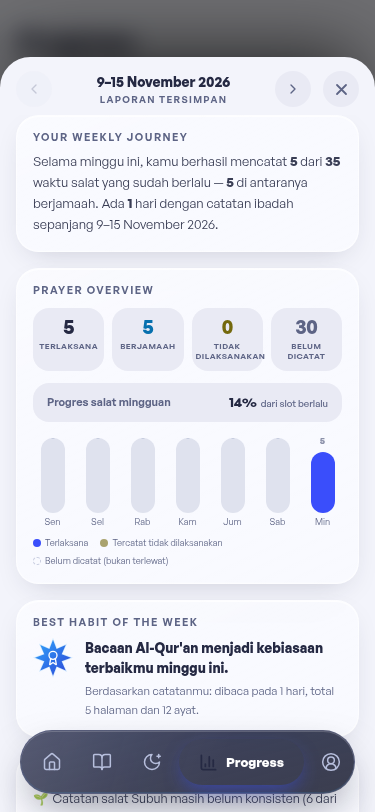 9–15 November 2026
LAPORAN TERSIMPAN
YOUR WEEKLY JOURNEY
Selama minggu ini, kamu berhasil mencatat 5 dari 35
waktu salat yang sudah berlalu — 5 di antaranya
berjamaah. Ada 1 hari dengan catatan ibadah
sepanjang 9–15 November 2026.
PRAYER OVERVIEW
5
TERLAKSANA
5
BERJAMAAH
0
TIDAK
DILAKSANAKAN
30
BELUM
DICATAT
Progres salat mingguan
14% dari slot berlalu
5
Sen Sel Rab Kam Jum Sab Min
Terlaksana Tercatat tidak dilaksanakan
Belum dicatat (bukan terlewat)
BEST HABIT OF THE WEEK
Bacaan Al-Qur'an menjadi kebiasaan
terbaikmu minggu ini.
Berdasarkan catatanmu: dibaca pada 1 hari, total
5 halaman dan 12 ayat.
Progress
🌱 Catatan salat Subuh masih belum konsisten (6 dari